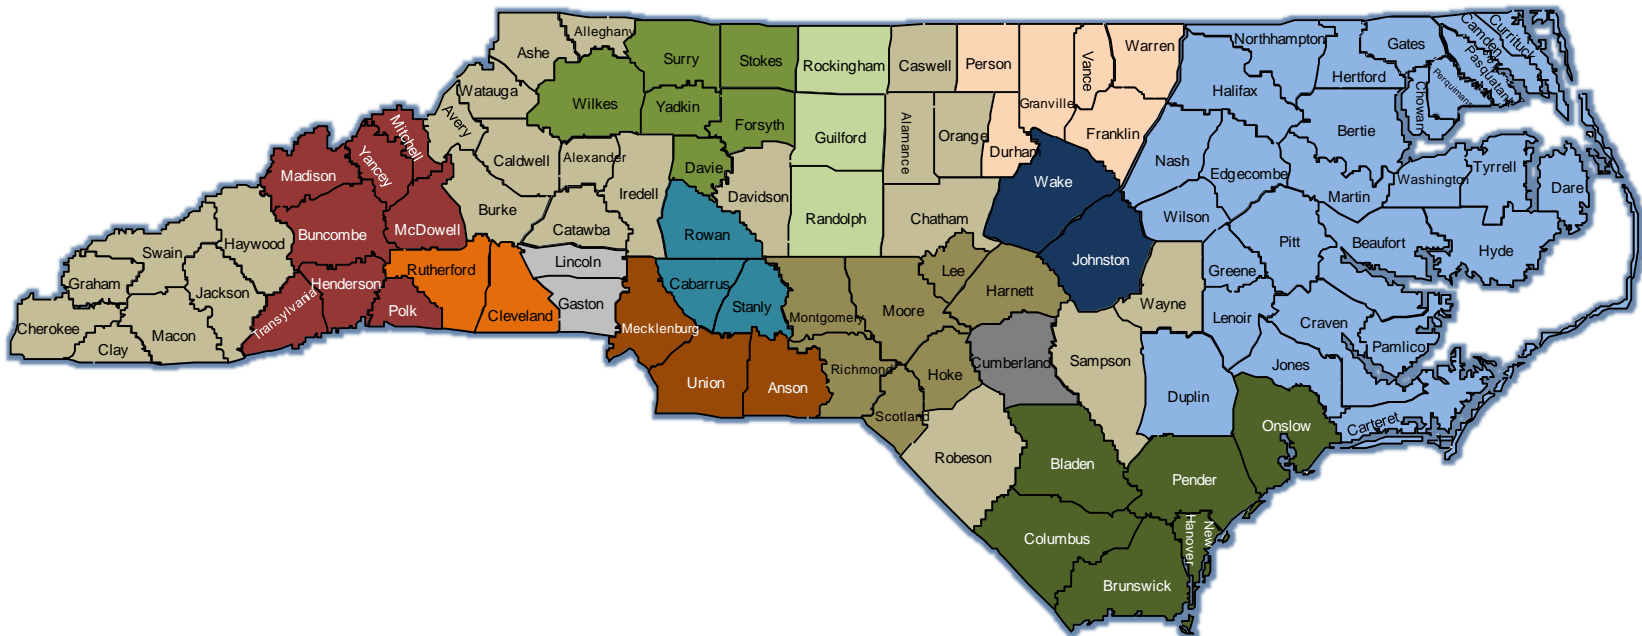 Alleghany
Ashe
Surry
Stokes
Rockingham
Caswell
Person
Vance
Warren
Northhampton
Gates
Camden
Currituck
Pasquotank
Perquimans
Hertford
Halifax
Chowan
Watauga
Wilkes
Yadkin
Granville
Avery
Mitchell
Forsyth
Guilford
Alamance
Orange
Durham
Franklin
Bertie
Yancey
Caldwell
Alexander
Nash
Edgecombe
Madison
Davie
Iredell
Davidson
Wake
Washington
Tyrrell
Dare
Martin
Burke
Randolph
Chatham
Wilson
McDowell
Catawba
Buncombe
Rowan
Haywood
Swain
Pitt
Beaufort
Hyde
Johnston
Lincoln
Rutherford
Lee
Greene
Graham
Henderson
Jackson
Cabarrus
Stanly
Harnett
Gaston
Wayne
Transylvania
Polk
Cleveland
Moore
Montgomery
Lenoir
Craven
Cherokee
Mecklenburg
Macon
Clay
Pamlico
Cumberland
Sampson
Jones
Richmond
Hoke
Union
Anson
Duplin
Scotland
Onslow
Carteret
Robeson
Bladen
Pender
Columbus
New
Hanover
Brunswick